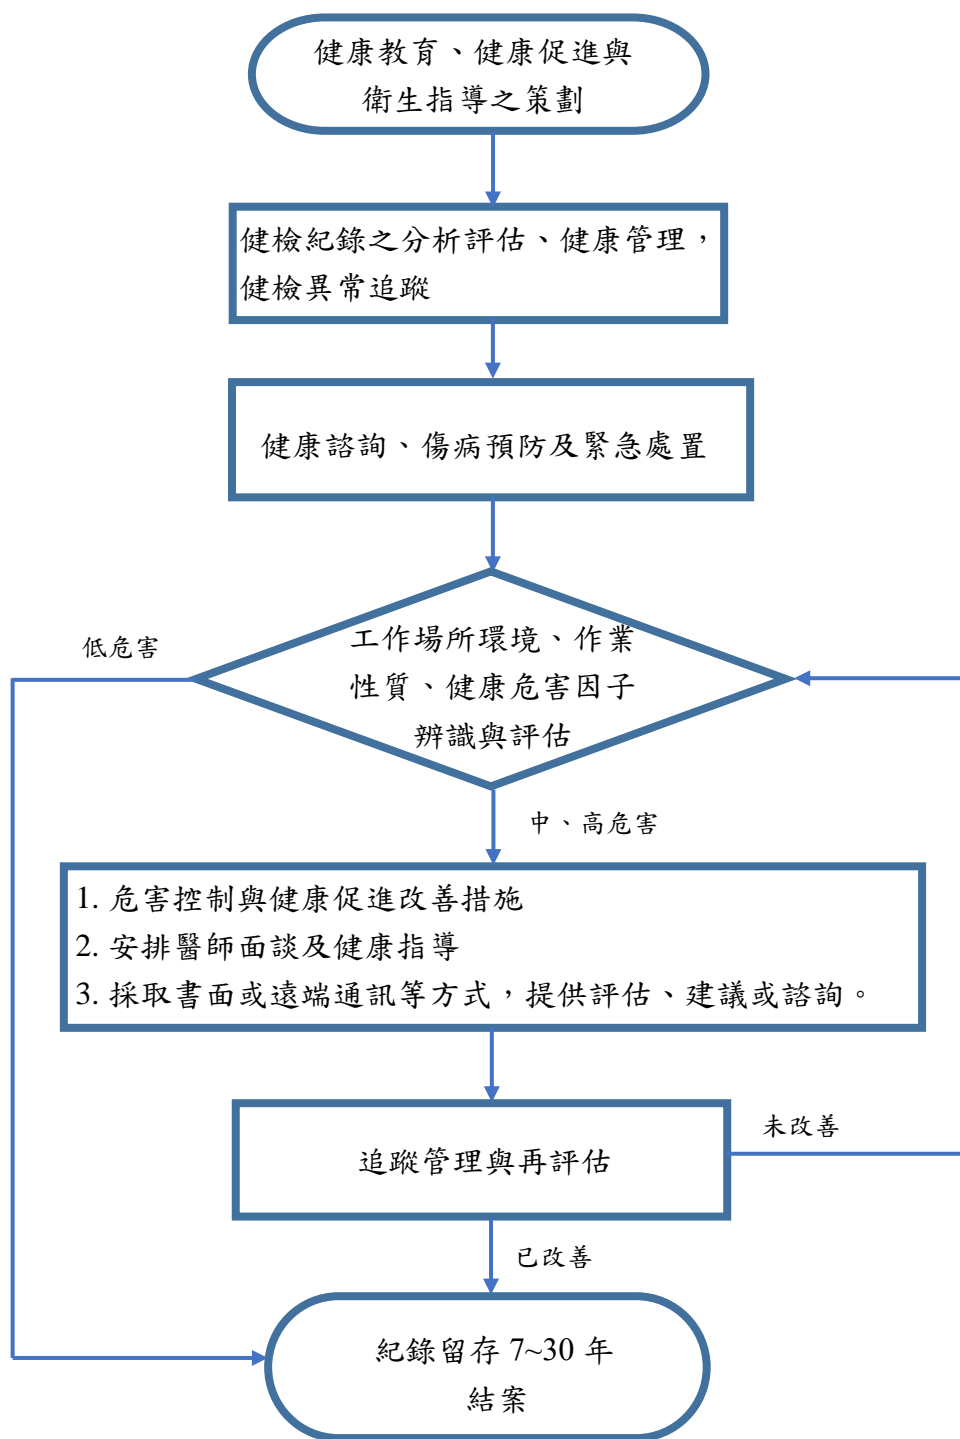 健康教育、健康促進與
衛生指導之策劃
健檢紀錄之分析評估、健康管理，
健檢異常追蹤
健康諮詢、傷病預防及緊急處置
低危害
工作場所環境、作業
性質、健康危害因子
辨識與評估
中、高危害
1. 危害控制與健康促進改善措施
2. 安排醫師面談及健康指導
3. 採取書面或遠端通訊等方式，提供評估、建議或諮詢。
未改善
追蹤管理與再評估
已改善
紀錄留存 7~30 年
結案